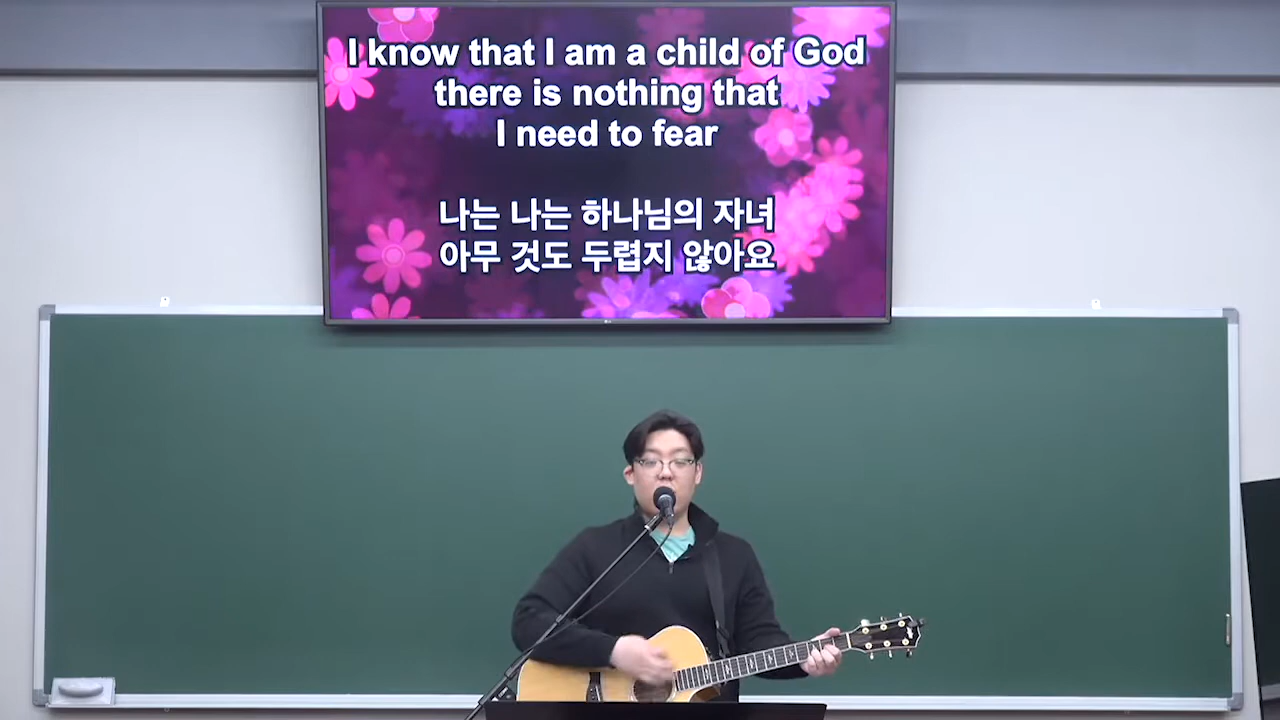 I know that I am a child of God
there is nothing that
I need to fear
나는 나는 하나님의 자녀
아무 것도 두렵지 않아요